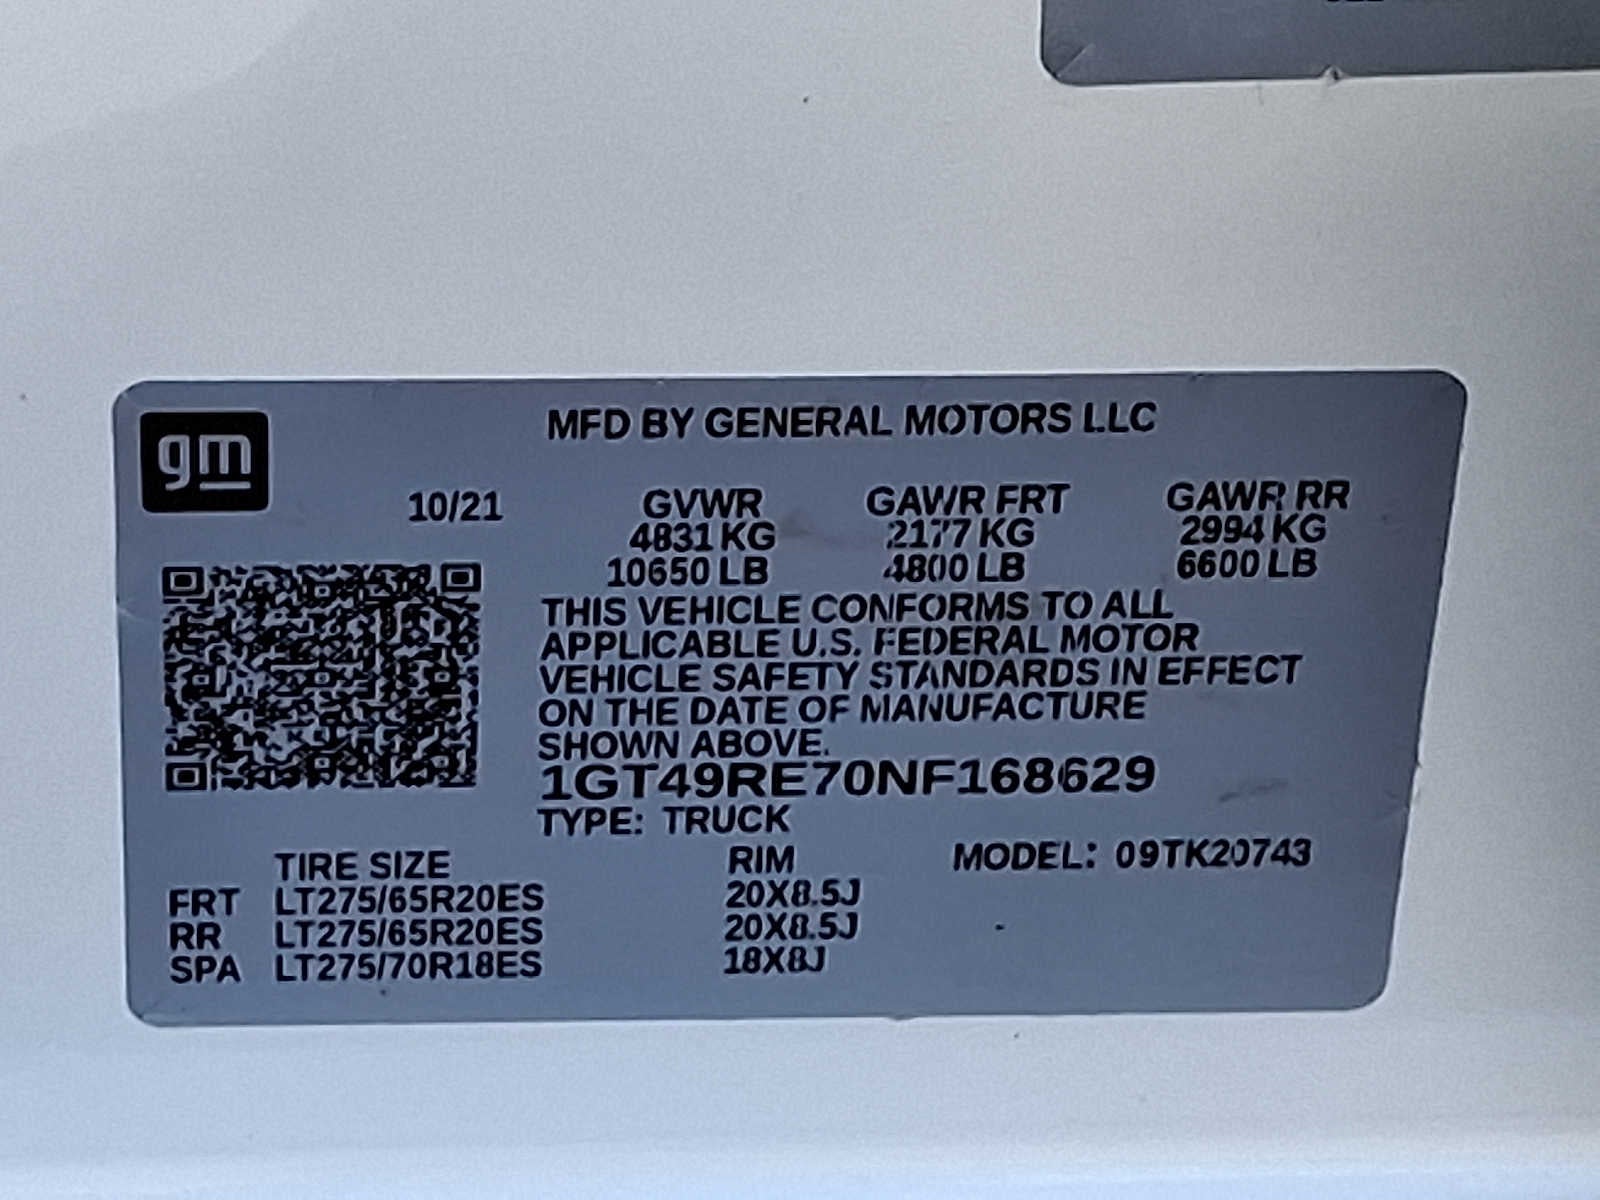 gm
MFD BY GENERAL MOTORS LLC
10/21 GVWR GAWR FRT GAWR RR
4831 KG 2177 KG 2994 KG
10650 LB 4800 LB 6600 LB
THIS VEHICLE CONFORMS TO ALL
APPLICABLE U.S. FEDERAL MOTOR
VEHICLE SAFETY STANDARDS IN EFFECT
ON THE DATE OF MANUFACTURE
SHOWN ABOVE.
1GT49RE70NF168629
TYPE: TRUCK
TIRE SIZE RIM MODEL: 09TK20743
FRT LT275/65R20ES 20X8.5J
RR LT275/65R20ES 20X8.5J
SPA LT275/70R18ES 18X8J